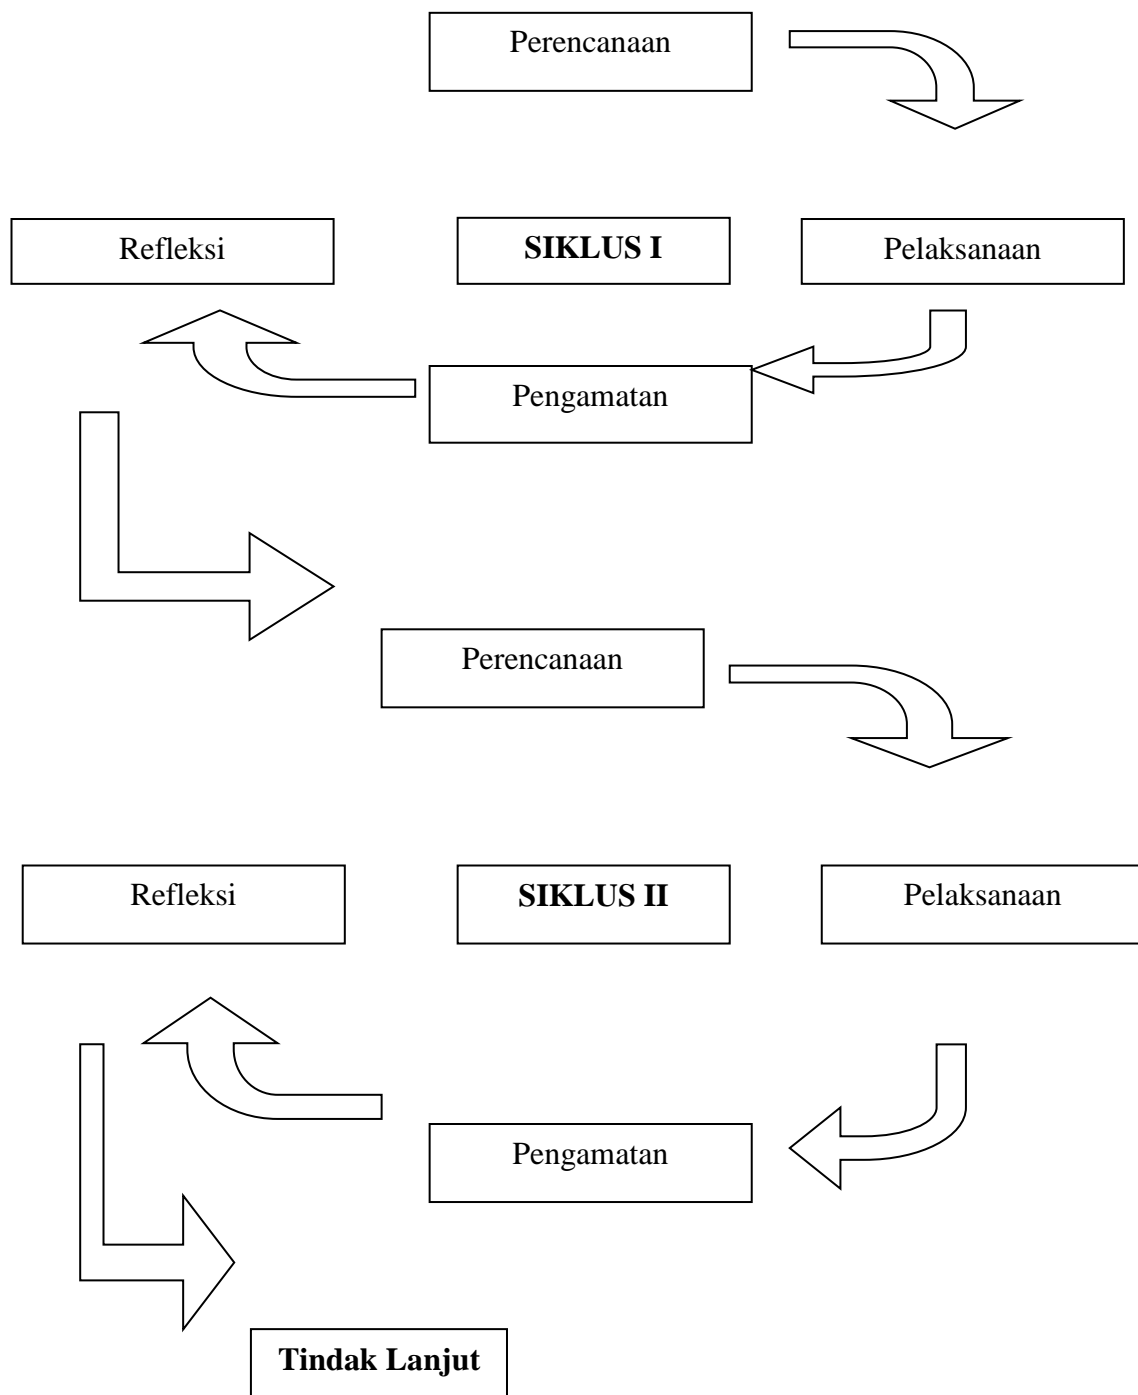 Perencanaan
Refleksi
SIKLUS I
Pelaksanaan
Pengamatan
Perencanaan
Refleksi
SIKLUS II
Pelaksanaan
Pengamatan
Tindak Lanjut